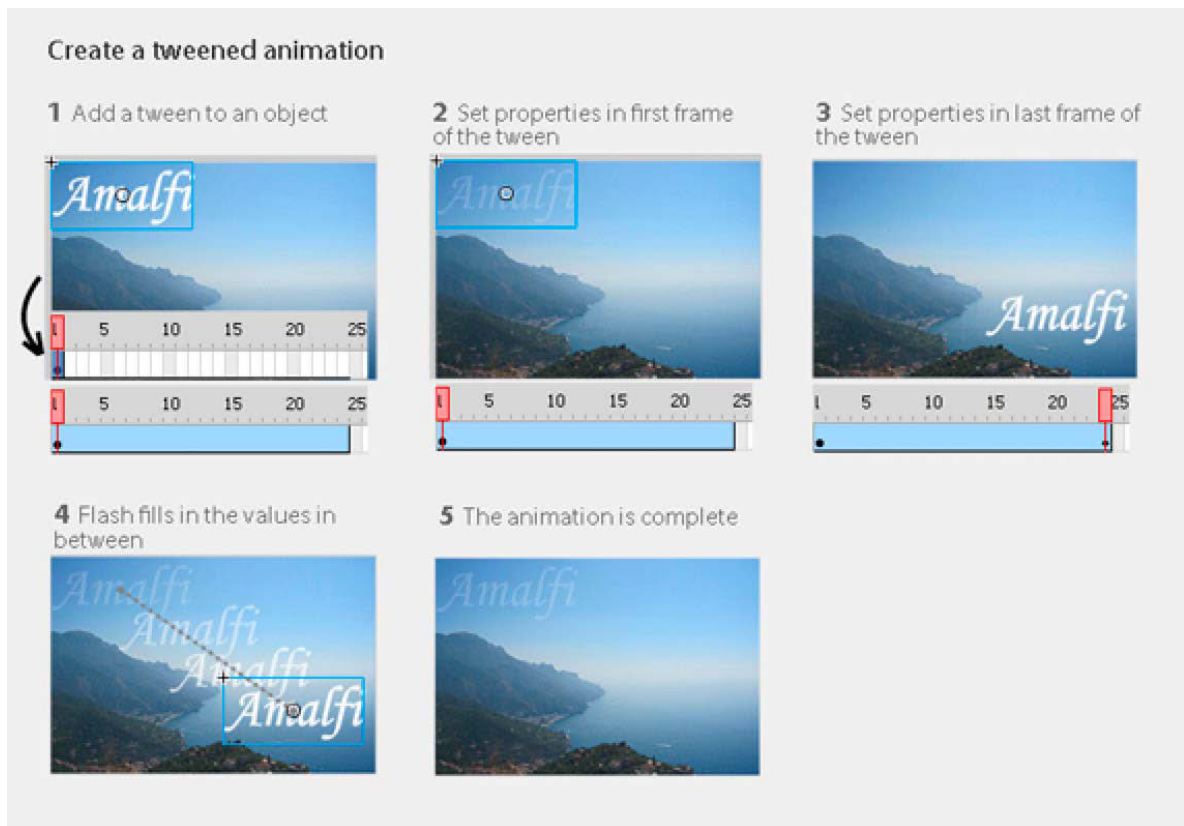 Create a tweened animation
1 Add a tween to an object
Amalfi
1 5 10 15 20 25
1 5 10 15 20 25
2 Set properties in first frame
of the tween
Amalfi
1 5 10 15 20 25
3 Set properties in last frame of
the tween
Amalfi
1 5 10 15 20 25
4 Flash fills in the values in
between
Amalfi
Amalfi
Amalfi
Amalfi
5 The animation is complete
Amalfi